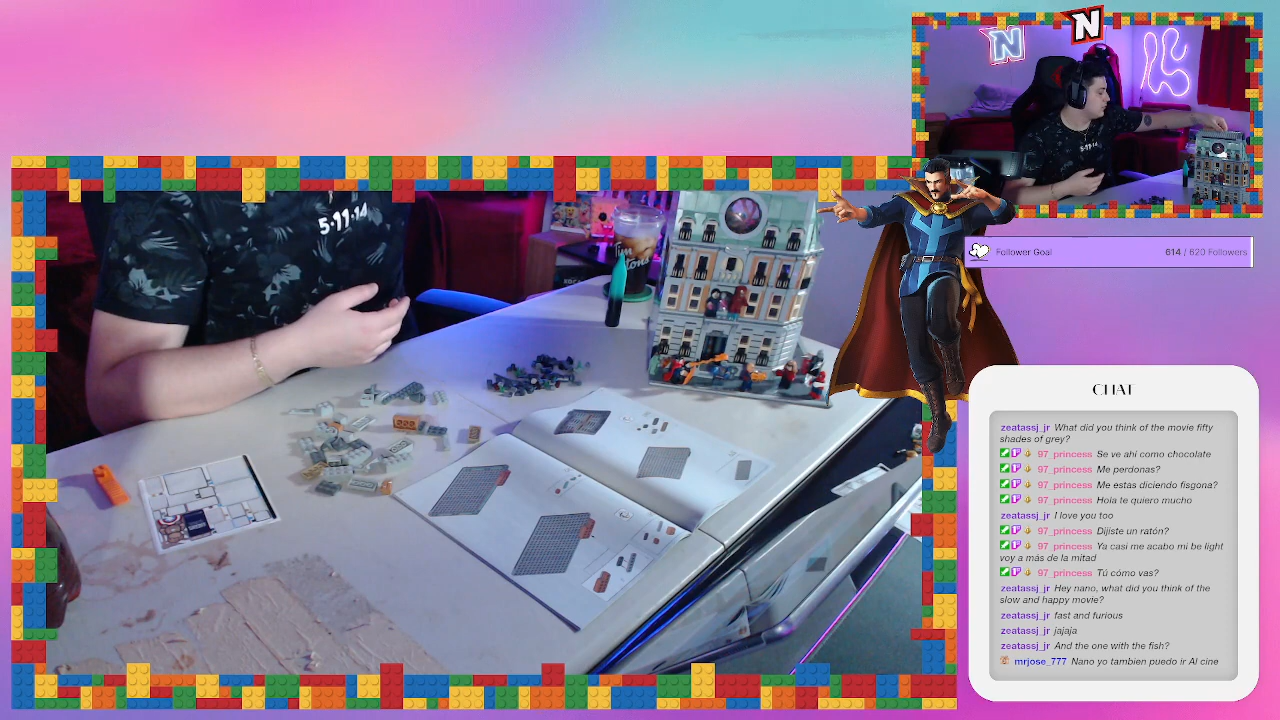 N
N
5·11·14
5·11·14
Tim
Follower Goal
614 / 620 Followers
CHAT
zeatassj_jr What did you think of the movie fifty
shades of grey?
97_princess Se ve ahi como chocolate
97_princess Me perdonas?
97_princess Me estas diciendo fisgona?
97_princess Hola te quiero mucho
zeatassj_jr I love you too
97_princess Dijiste un ratón?
97_princess Ya casi me acabo mi be light
voy a más de la mitad
97_princess Tú cómo vas?
zeatassj_jr Hey nano, what did you think of the
slow and happy movie?
zeatassj_jr fast and furious
zeatassj_jr jajaja
zeatassj_jr And the one with the fish?
mrjose_777 Nano yo tambien puedo ir Al cine